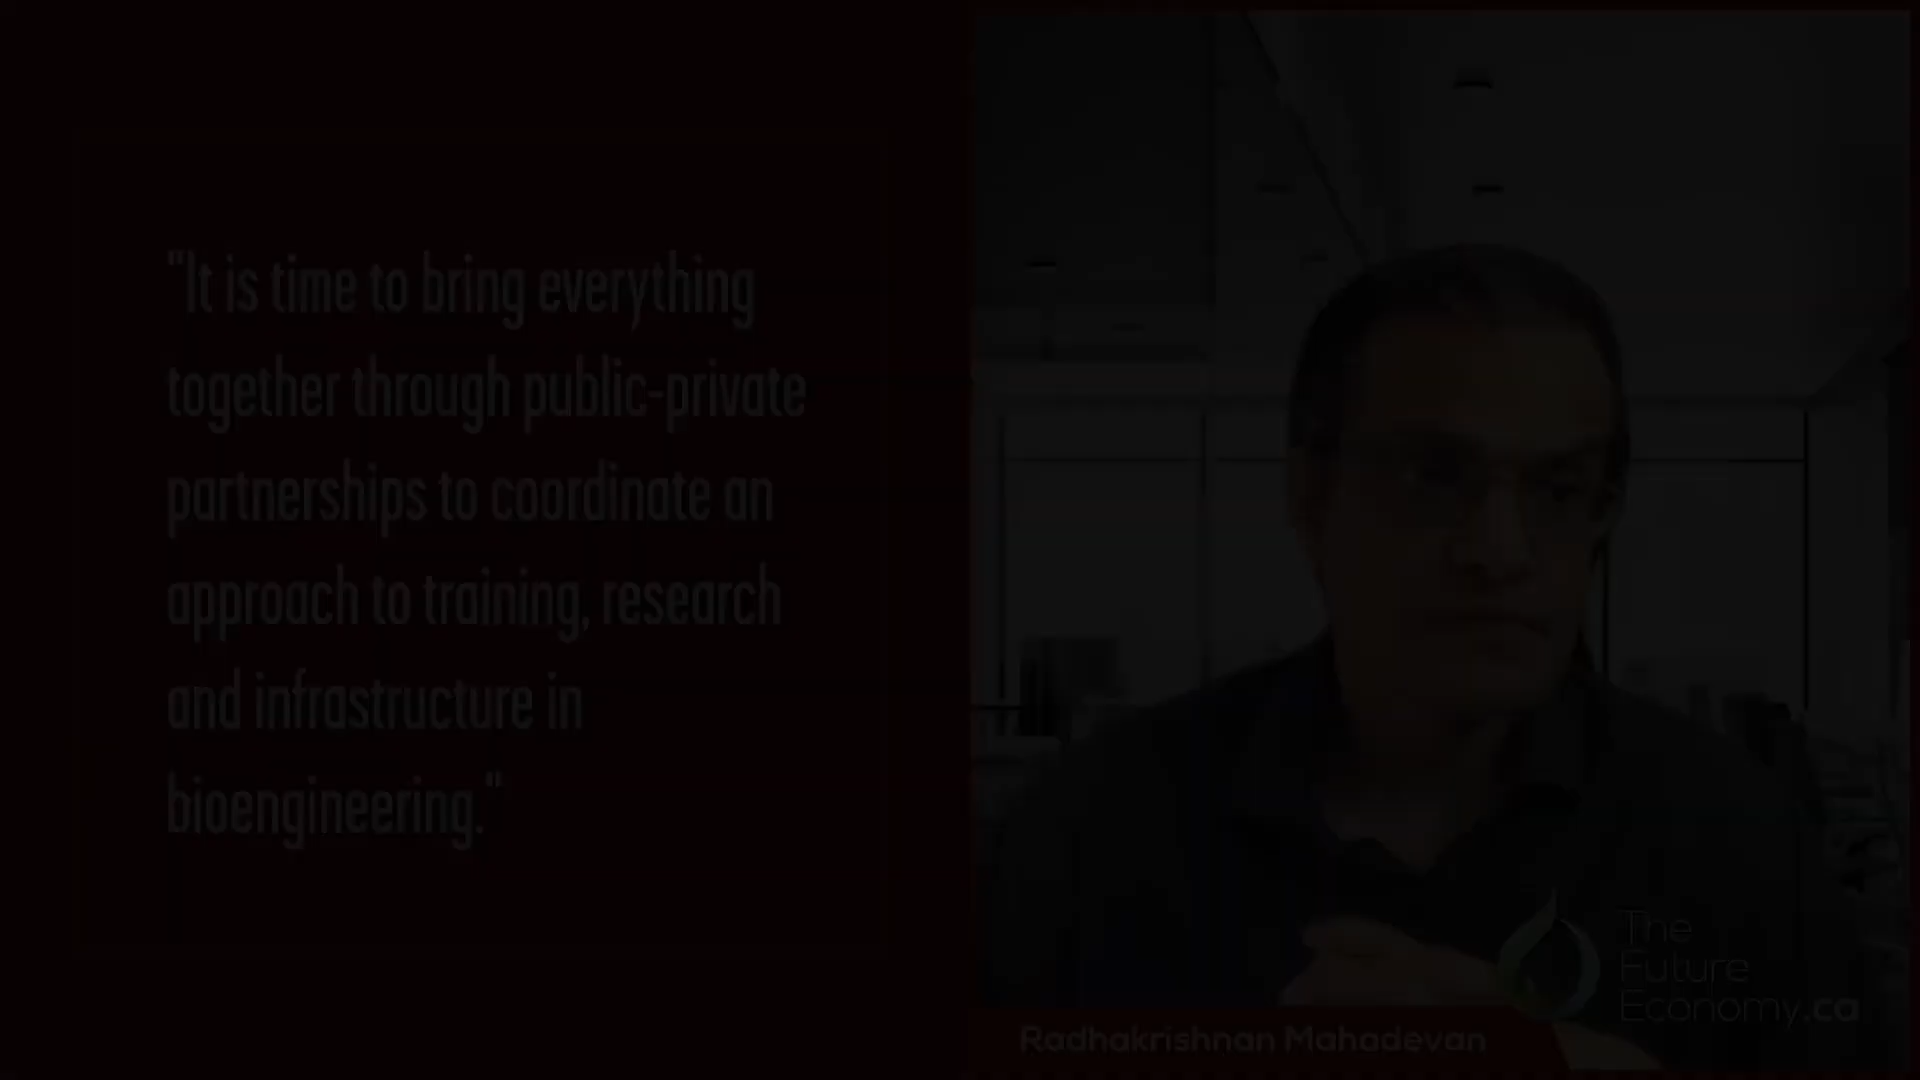 "It is time to bring everything
together through public-private
partnerships to coordinate an
approach to training, research
and infrastructure in
bioengineering."
The
Future
Economy.ca
Radhakrishnan Mahadevan